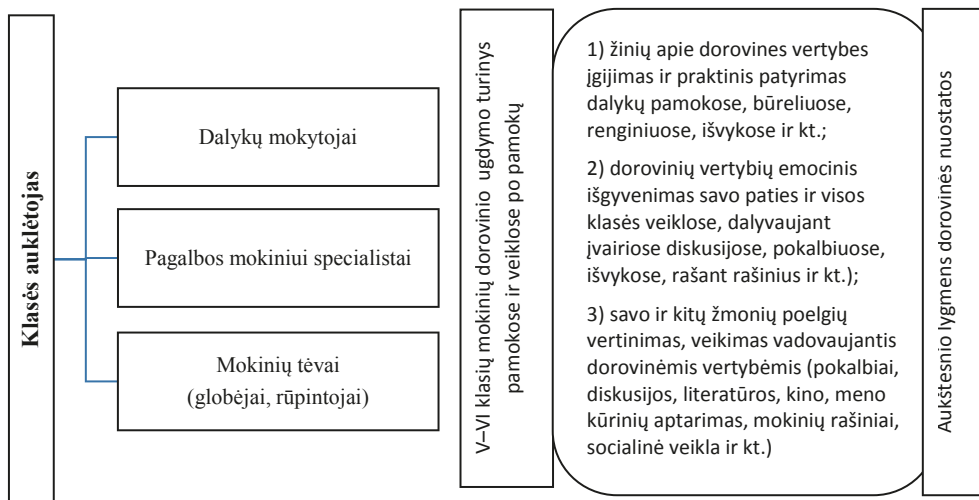 Klasės auklėtojas
Dalykų mokytojai
Pagalbos mokiniui specialistai
Mokinių tėvai
(globėjai, rūpintojai)
V–VI klasių mokinių dorovinio ugdymo turinys
pamokose ir veiklose po pamokų
1) žinių apie dorovines vertybes
įgijimas ir praktinis patyrimas
dalykų pamokose, būreliuose,
renginiuose, išvykose ir kt.;
2) dorovinių vertybių emocinis
išgyvenimas savo paties ir visos
klasės veiklose, dalyvaujant
įvairiose diskusijose, pokalbiuose,
išvykose, rašant rašinius ir kt.);
3) savo ir kitų žmonių poelgių
vertinimas, veikimas vadovaujantis
dorovinėmis vertybėmis (pokalbiai,
diskusijos, literatūros, kino, meno
kūrinių aptarimas, mokinių rašiniai,
socialinė veikla ir kt.)
Aukštesnio lygmens dorovinės nuostatos